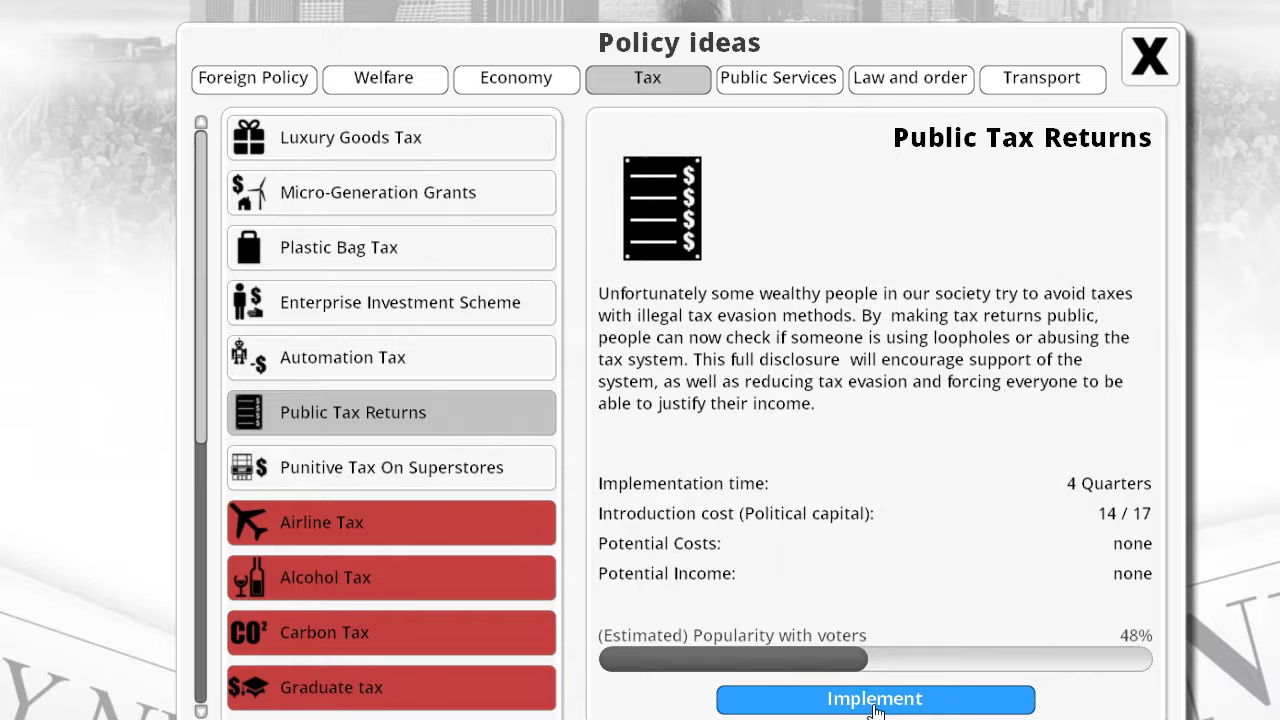 Policy ideas
X
Foreign Policy
Welfare
Economy
Tax
Public Services
Law and order
Transport
Luxury Goods Tax
Micro-Generation Grants
Plastic Bag Tax
Enterprise Investment Scheme
Automation Tax
Public Tax Returns
Punitive Tax On Superstores
Airline Tax
Alcohol Tax
CO² Carbon Tax
Graduate tax
Public Tax Returns
Unfortunately some wealthy people in our society try to avoid taxes
with illegal tax evasion methods. By making tax returns public,
people can now check if someone is using loopholes or abusing the
tax system. This full disclosure will encourage support of the
system, as well as reducing tax evasion and forcing everyone to be
able to justify their income.
Implementation time: 4 Quarters
Introduction cost (Political capital): 14 / 17
Potential Costs: none
Potential Income: none
(Estimated) Popularity with voters 48%
Implement